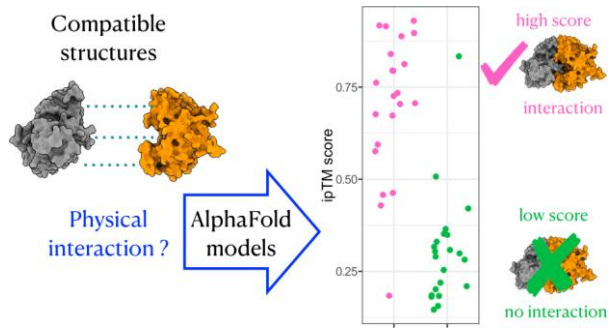 Compatible
structures
Physical
interaction ?
AlphaFold
models
ipTM score
0.75
0.50
0.25
high score
interaction
low score
no interaction